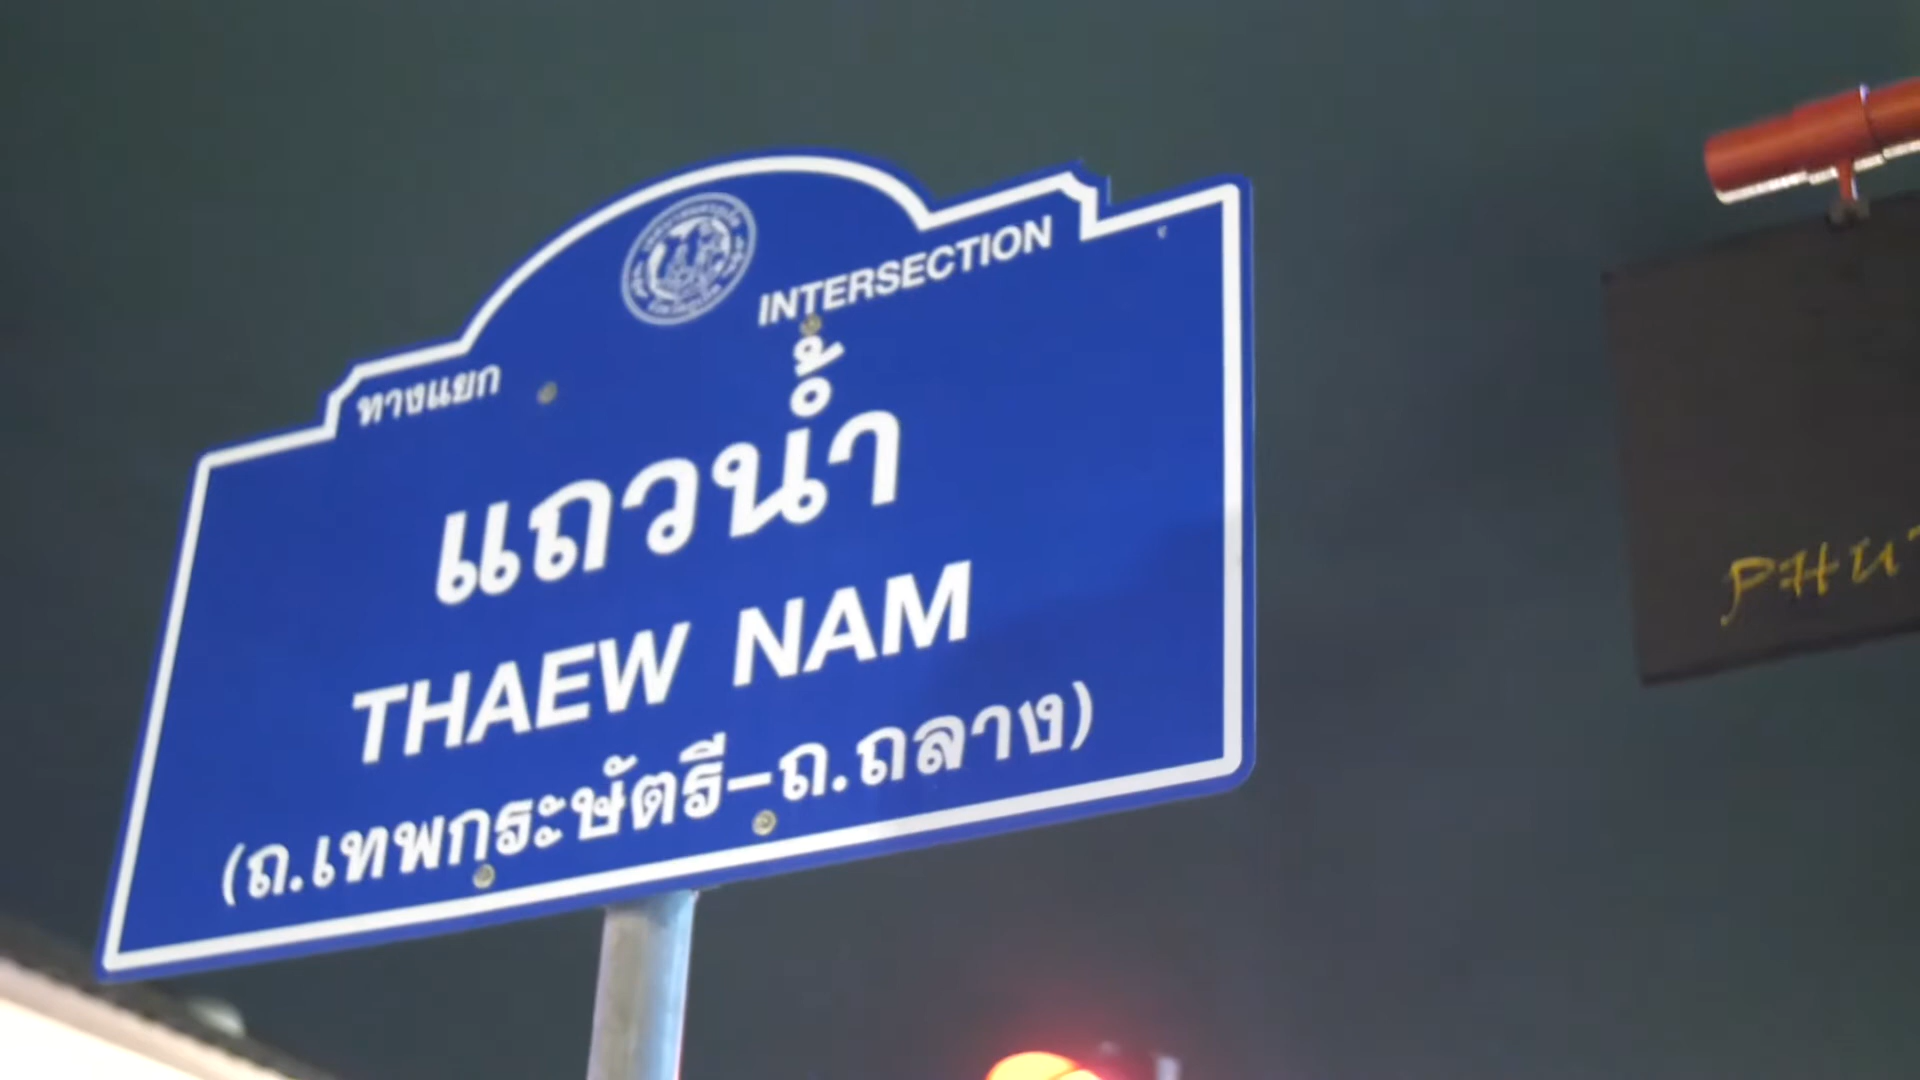 ทางแยก
INTERSECTION
แถวน้ำ
THAEW NAM
(ถ.เทพกระษัตรี-ถ.ถลาง)